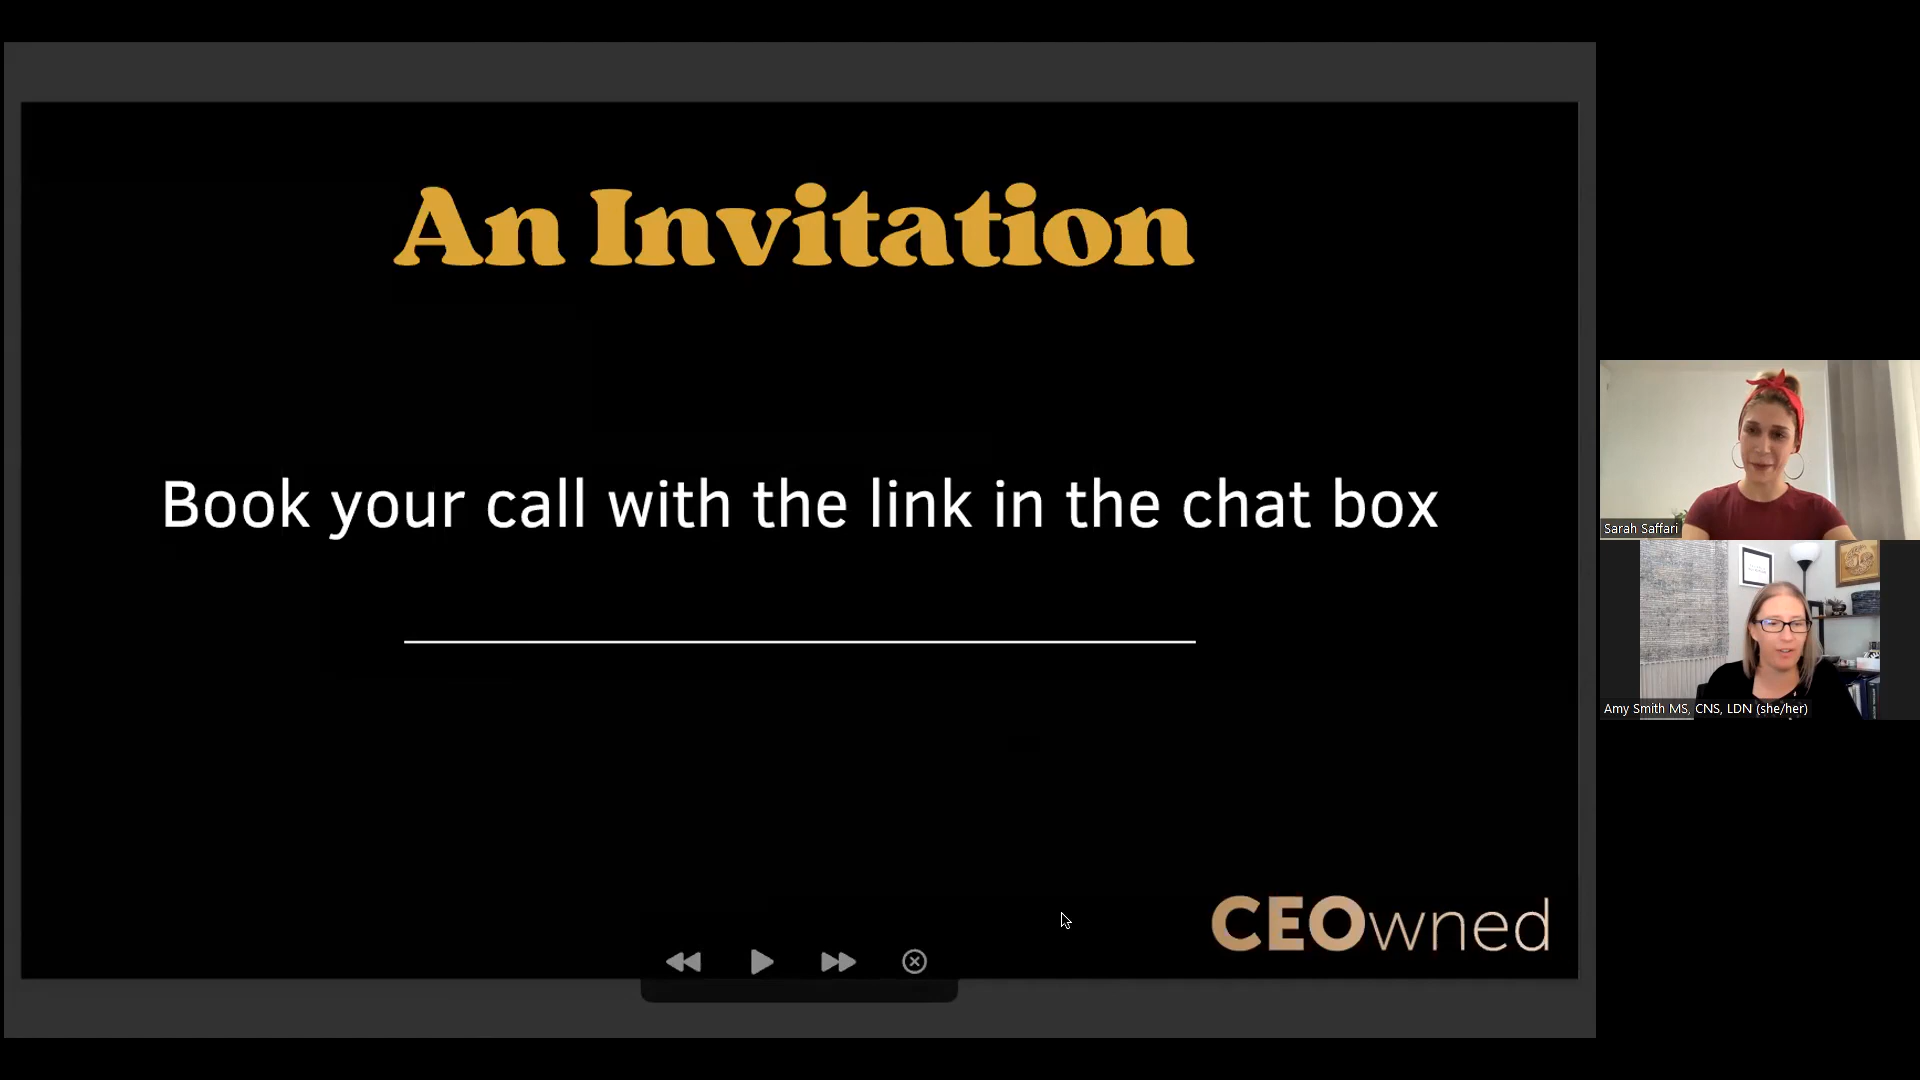 An Invitation
Book your call with the link in the chat box
CEOwned
Sarah Saffari
Amy Smith MS, CNS, LDN (she/her)